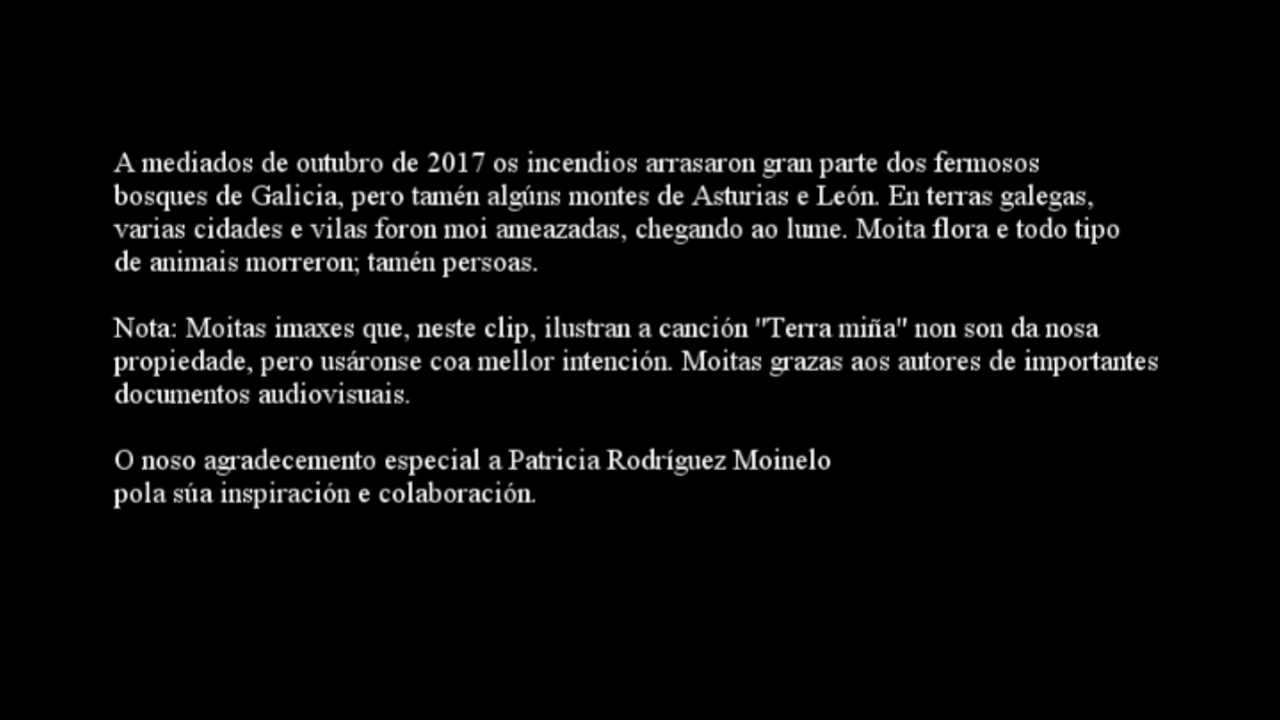 A mediados de outubro de 2017 os incendios arrasaron gran parte dos fermosos
bosques de Galicia, pero tamén algúns montes de Asturias e León. En terras galegas,
varias cidades e vilas foron moi ameazadas, chegando ao lume. Moita flora e todo tipo
de animais morreron; tamén persoas.
Nota: Moitas imaxes que, neste clip, ilustran a canción "Terra miña" non son da nosa
propiedade, pero usáronse coa mellor intención. Moitas grazas aos autores de importantes
documentos audiovisuais.
O noso agradecemento especial a Patricia Rodríguez Moinelo
pola súa inspiración e colaboración.